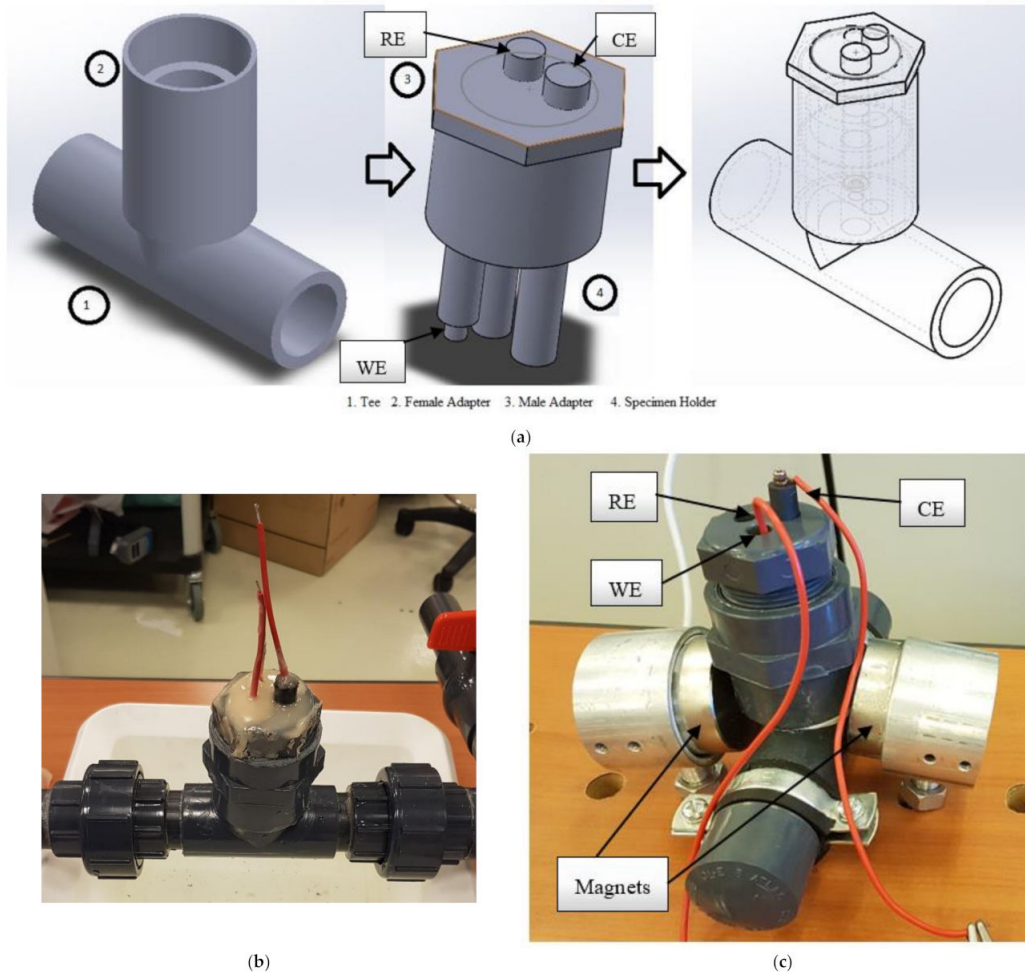 RE
CE
2
3
1
4
WE
1. Tee 2. Female Adapter 3. Male Adapter 4. Specimen Holder
(a)
RE
CE
WE
Magnets
(b)
(c)